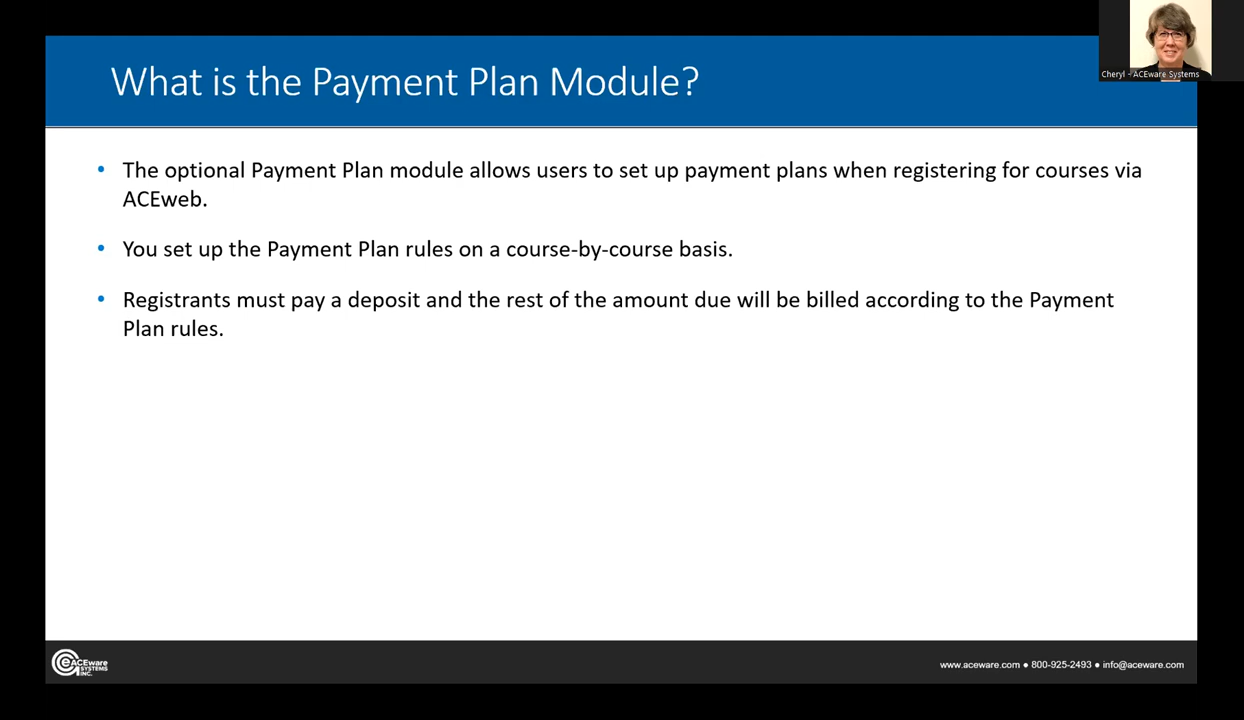 What is the Payment Plan Module?
Cheryl - ACEware Systems
• The optional Payment Plan module allows users to set up payment plans when registering for courses via
ACEweb.
• You set up the Payment Plan rules on a course-by-course basis.
• Registrants must pay a deposit and the rest of the amount due will be billed according to the Payment
Plan rules.
ACEware
SYSTEMS
INC.
www.aceware.com ● 800-925-2493 ● info@aceware.com